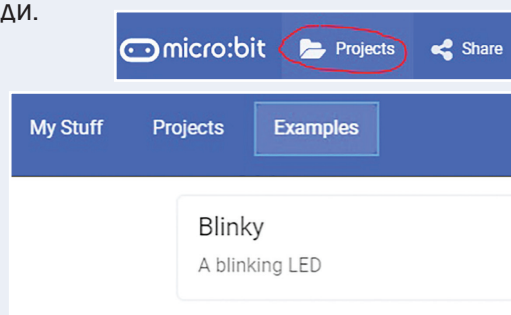 ди.
micro:bit Projects Share
My Stuff Projects Examples
Blinky
A blinking LED